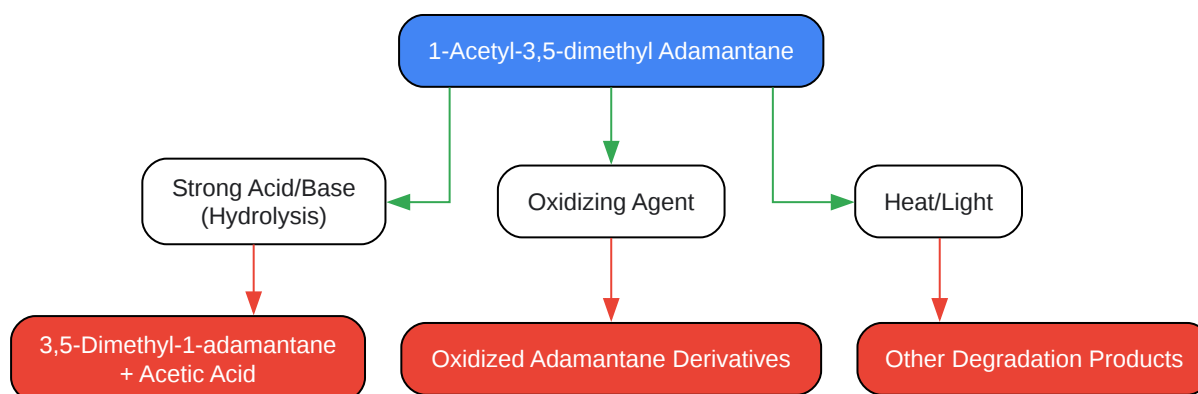 1-Acetyl-3,5-dimethyl Adamantane
Strong Acid/Base
(Hydrolysis)
Oxidizing Agent
Heat/Light
3,5-Dimethyl-1-adamantane
+ Acetic Acid
Oxidized Adamantane Derivatives
Other Degradation Products